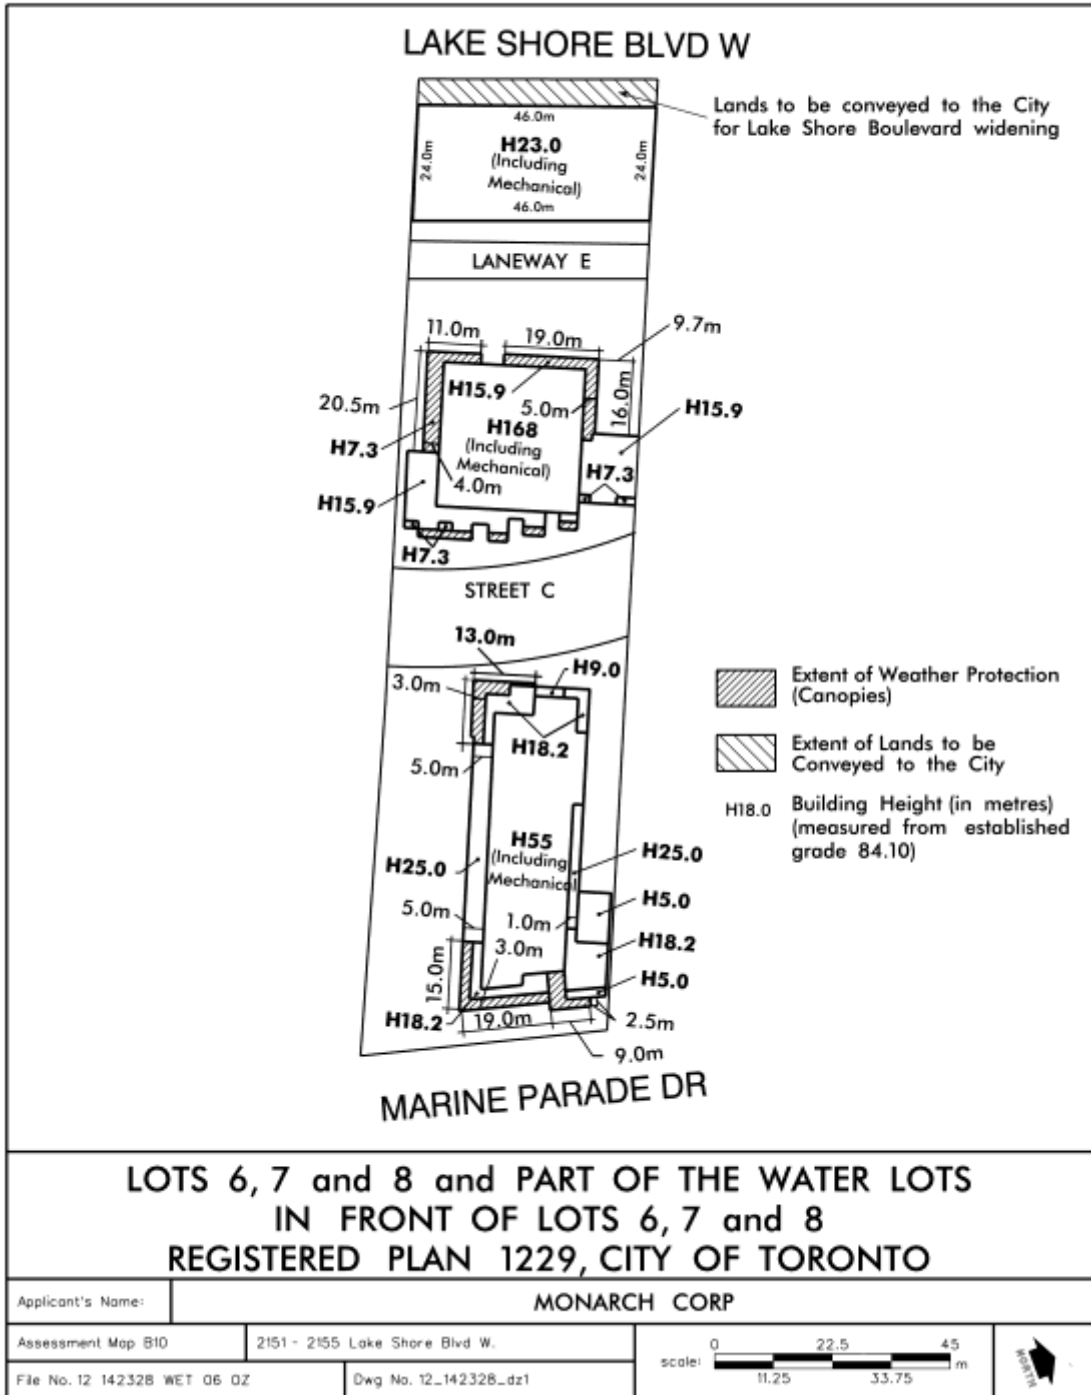 LAKE SHORE BLVD W
Lands to be conveyed to the City
for Lake Shore Boulevard widening
46.0m
24.0m
H23.0
(Including
Mechanical)
24.0m
46.0m
LANEWAY E
11.0m
19.0m
9.7m
20.5m
H15.9
5.0m
16.0m
H15.9
H7.3
H168
(Including
Mechanical)
H7.3
4.0m
H15.9
H7.3
STREET C
13.0m
H9.0
3.0m
H18.2
5.0m
Extent of Weather Protection
(Canopies)
Extent of Lands to be
Conveyed to the City
H18.0
Building Height (in metres)
(measured from established
grade 84.10)
H55
(Including
Mechanical
H25.0
H25.0
5.0m
1.0m
H5.0
3.0m
H18.2
15.0m
H5.0
H18.2
19.0m
2.5m
9.0m
MARINE PARADE DR
LOTS 6, 7 and 8 and PART OF THE WATER LOTS
IN FRONT OF LOTS 6, 7 and 8
REGISTERED PLAN 1229, CITY OF TORONTO
Applicant's Name:
MONARCH CORP
Assessment Map B10
2151 - 2155 Lake Shore Blvd W.
File No. 12 142328 WET 06 OZ
Dwg No. 12_142328_dz1
scale:
0 22.5 45
m
11.25 33.75
NORTH